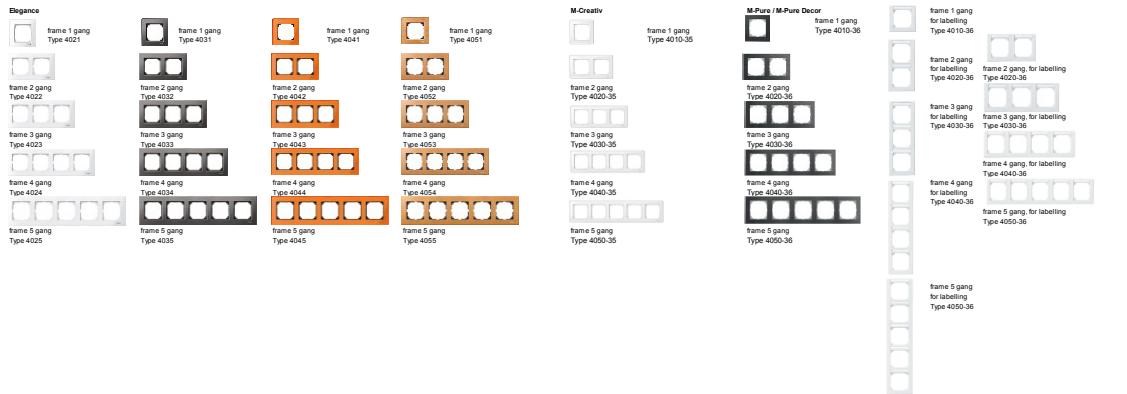 Elegance
frame 1 gang
Type 4021
frame 2 gang
Type 4022
frame 3 gang
Type 4023
frame 4 gang
Type 4024
frame 5 gang
Type 4025
frame 1 gang
Type 4031
frame 2 gang
Type 4032
frame 3 gang
Type 4033
frame 4 gang
Type 4034
frame 5 gang
Type 4035
frame 1 gang
Type 4041
frame 2 gang
Type 4042
frame 3 gang
Type 4043
frame 4 gang
Type 4044
frame 5 gang
Type 4045
frame 1 gang
Type 4051
frame 2 gang
Type 4052
frame 3 gang
Type 4053
frame 4 gang
Type 4054
frame 5 gang
Type 4055
M-Creativ
frame 1 gang
Type 4010-35
frame 2 gang
Type 4020-35
frame 3 gang
Type 4030-35
frame 4 gang
Type 4040-35
frame 5 gang
Type 4050-35
M-Pure / M-Pure Decor
frame 1 gang
Type 4010-36
frame 2 gang
Type 4020-36
frame 3 gang
Type 4030-36
frame 4 gang
Type 4040-36
frame 5 gang
Type 4050-36
frame 1 gang
for labelling
Type 4010-36
frame 2 gang
for labelling
Type 4020-36
frame 3 gang
for labelling
Type 4030-36
frame 4 gang
for labelling
Type 4040-36
frame 5 gang
for labelling
Type 4050-36
frame 2 gang, for labelling
Type 4020-36
frame 3 gang, for labelling
Type 4030-36
frame 4 gang, for labelling
Type 4040-36
frame 5 gang, for labelling
Type 4050-36